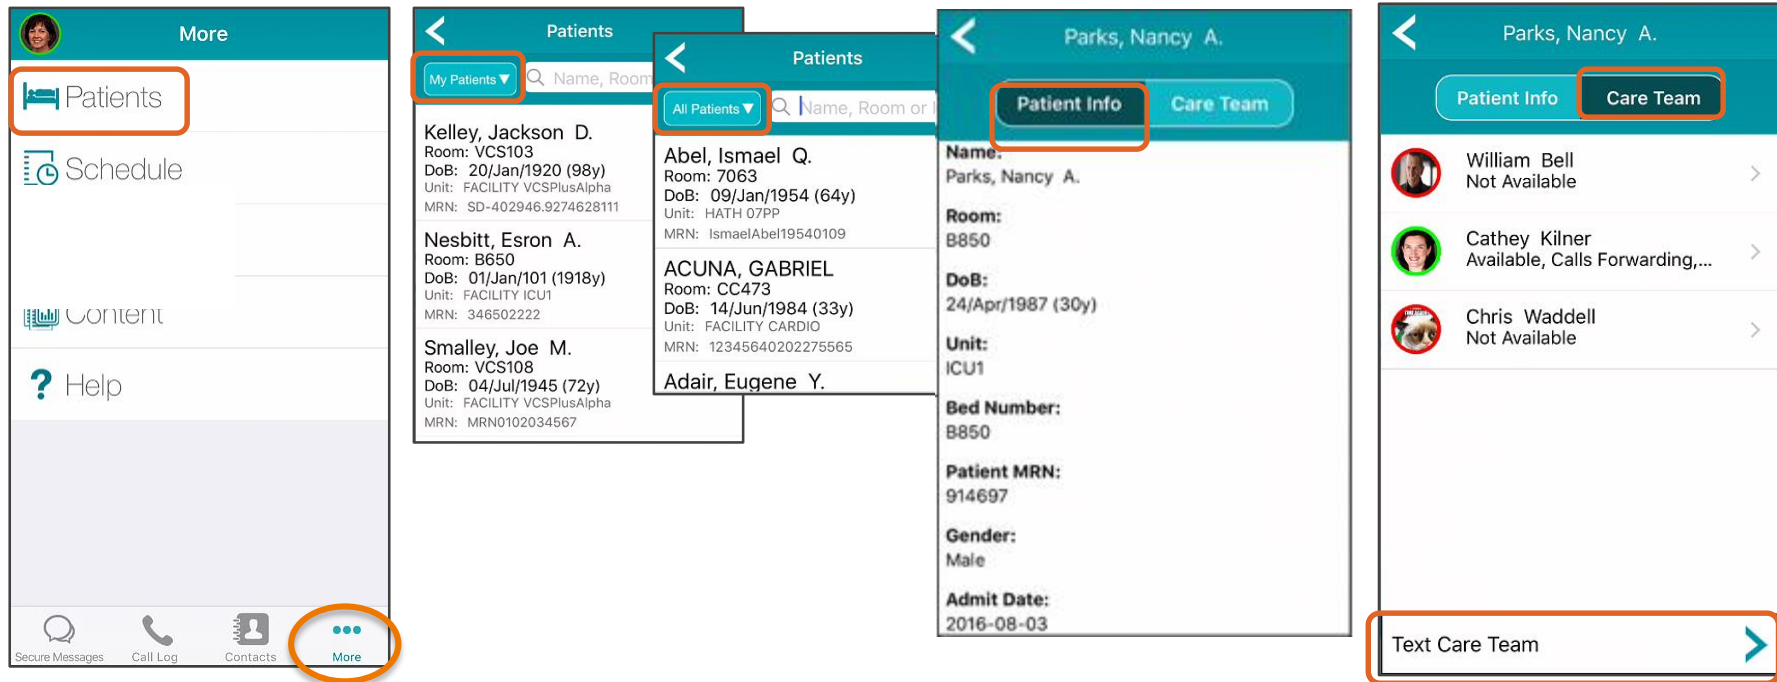 More
Patients
Schedule
Content
? Help
Secure Messages
Call Log
Contacts
More
Patients
My Patients ▼
Name, Room
Kelley, Jackson D.
Room: VCS103
DoB: 20/Jan/1920 (98y)
Unit: FACILITY VCSPlusAlpha
MRN: SD-402946.9274628111
Nesbitt, Esron A.
Room: B650
DoB: 01/Jan/101 (1918y)
Unit: FACILITY ICU1
MRN: 346502222
Smalley, Joe M.
Room: VCS108
DoB: 04/Jul/1945 (72y)
Unit: FACILITY VCSPlusAlpha
MRN: MRN0102034567
Patients
All Patients ▼
Name, Room or
Abel, Ismael Q.
Room: 7063
DoB: 09/Jan/1954 (64y)
Unit: HATH 07PP
MRN: IsmaelAbel19540109
ACUNA, GABRIEL
Room: CC473
DoB: 14/Jun/1984 (33y)
Unit: FACILITY CARDIO
MRN: 12345640202275565
Adair, Eugene Y.
Parks, Nancy A.
Patient Info
Care Team
Name:
Parks, Nancy A.
Room:
B850
DoB:
24/Apr/1987 (30y)
Unit:
ICU1
Bed Number:
B850
Patient MRN:
914697
Gender:
Male
Admit Date:
2016-08-03
Parks, Nancy A.
Patient Info
Care Team
William Bell
Not Available
Cathey Kilner
Available, Calls Forwarding,...
Chris Waddell
Not Available
Text Care Team